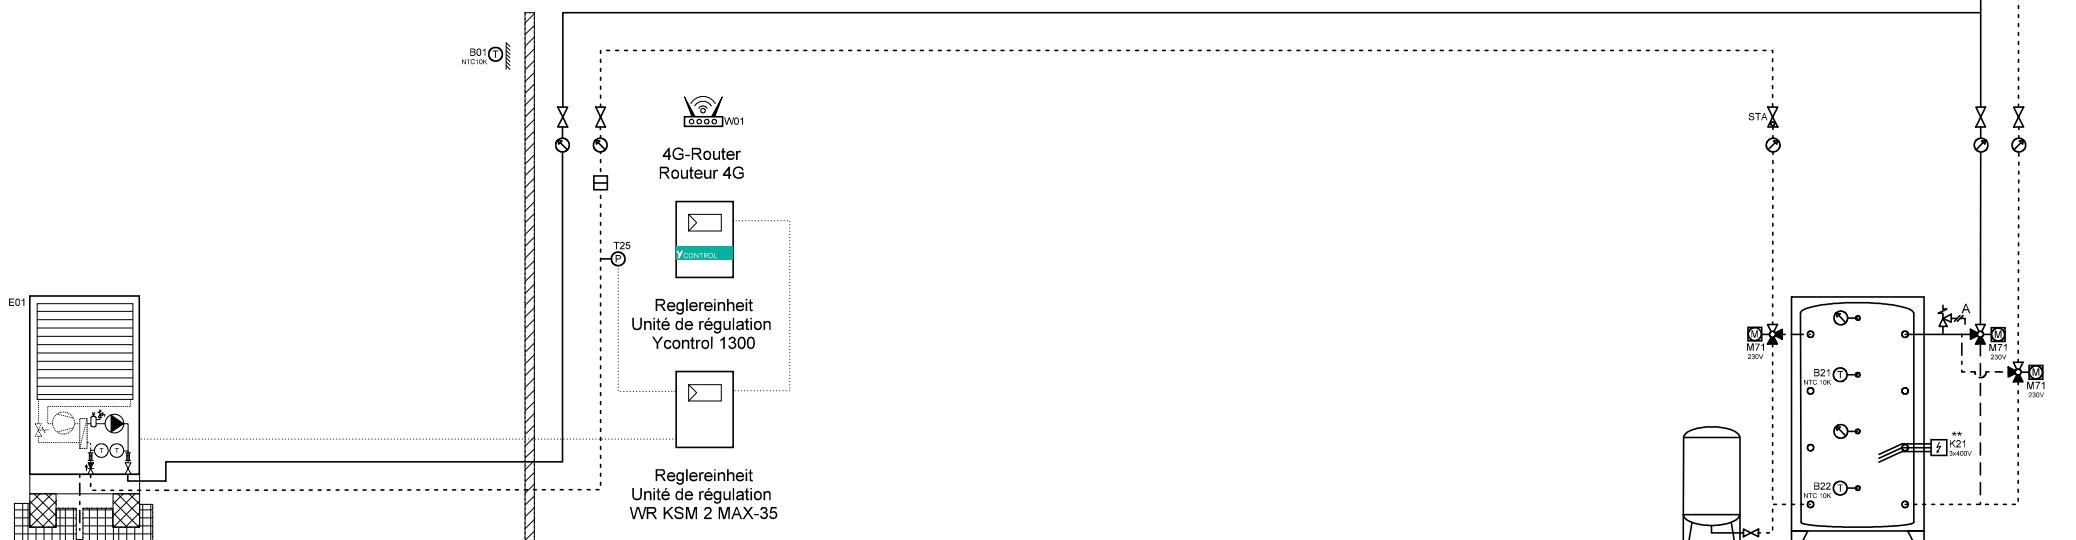 B01
T
NTC10K
W01
4G-Router
Routeur 4G
STA
T25
P
YCONTROL
E01
Reglereinheit
Unité de régulation
Ycontrol 1300
A
M
M71
230V
M
M71
230V
B21
T
NTC 10K
M
M71
230V
T T
**
K21
3x400V
Reglereinheit
Unité de régulation
WR KSM 2 MAX-35
B22
T
NTC 10K